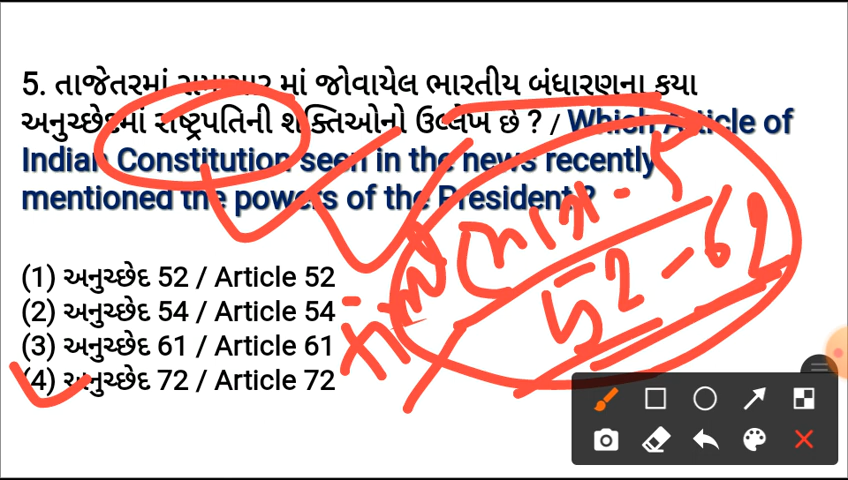 5. તાજેતરમાં સમાચાર માં જોવાયેલ ભારતીય બંધારણના કયા
અનુચ્છેદમાં રાષ્ટ્રપતિની શક્તિઓનો ઉલ્લેખ છે ? / Which Article of
Indian Constitution seen in the news recently
mentioned the powers of the President ?
(1) અનુચ્છેદ 52 / Article 52
(2) અનુચ્છેદ 54 / Article 54
(3) અનુચ્છેદ 61 / Article 61
(4) અનુચ્છેદ 72 / Article 72
52-62